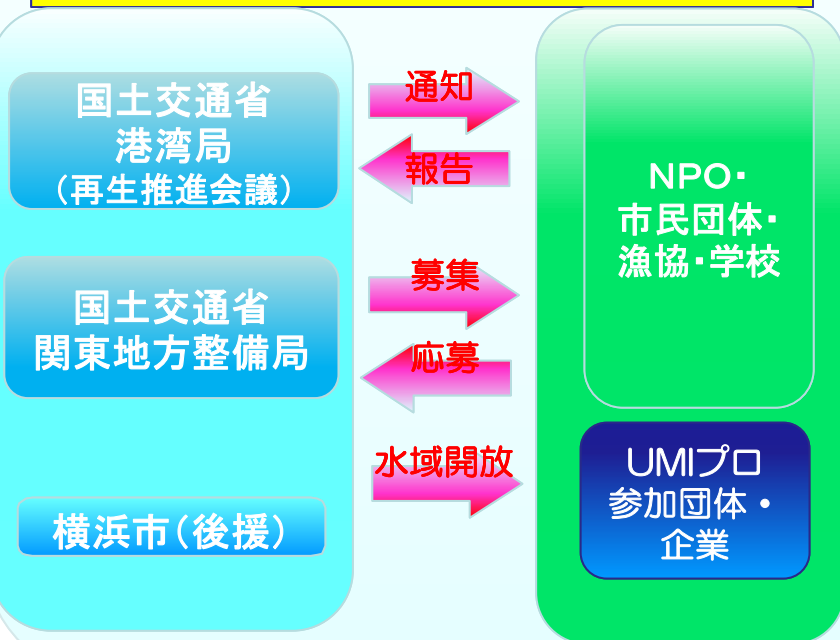 国土交通省
港湾局
（再生推進会議）
国土交通省
関東地方整備局
横浜市（後援）
通知
報告
募集
応募
水域開放
NPO・
市民団体・
漁協・学校
UMIプロ
参加団体・
企業